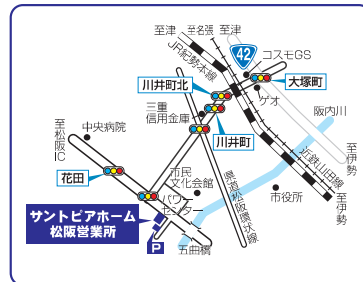 至津
至名張
至津
JR紀勢本線
42
コスモGS
川井町北
大塚町
ゲオ
三重
信用金庫
阪内川
川井町
中央病院
至松阪
IC
近鉄山田線
至伊勢
花田
市民
文化会館
県道松阪環状線
市役所
至伊勢
パワー
センター
サントピアホーム
松阪営業所
P
五曲橋